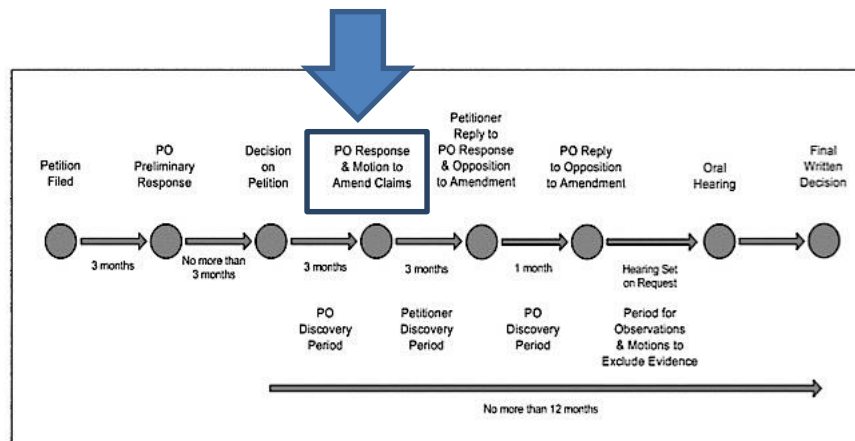 Petition
Filed
PO
Preliminary
Response
Decision
on
Petition
PO Response
& Motion to
Amend Claims
Petitioner
Reply to
PO Response
& Opposition
to Amendment
PO Reply
to Opposition
to Amendment
Oral
Hearing
Final
Written
Decision
3 months
No more than
3 months
3 months
3 months
1 month
Hearing Set
on Request
PO
Discovery
Period
Petitioner
Discovery
Period
PO
Discovery
Period
Period for
Observations
& Motions to
Exclude Evidence
No more than 12 months